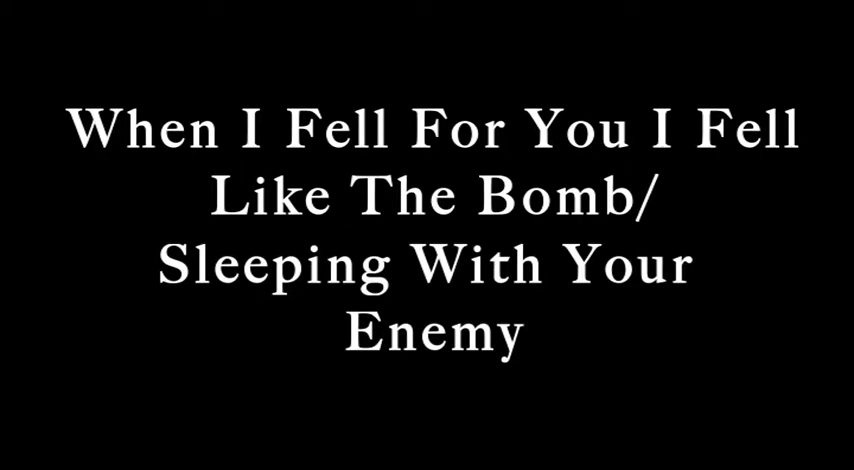 When I Fell For You I Fell
Like The Bomb/
Sleeping With Your
Enemy